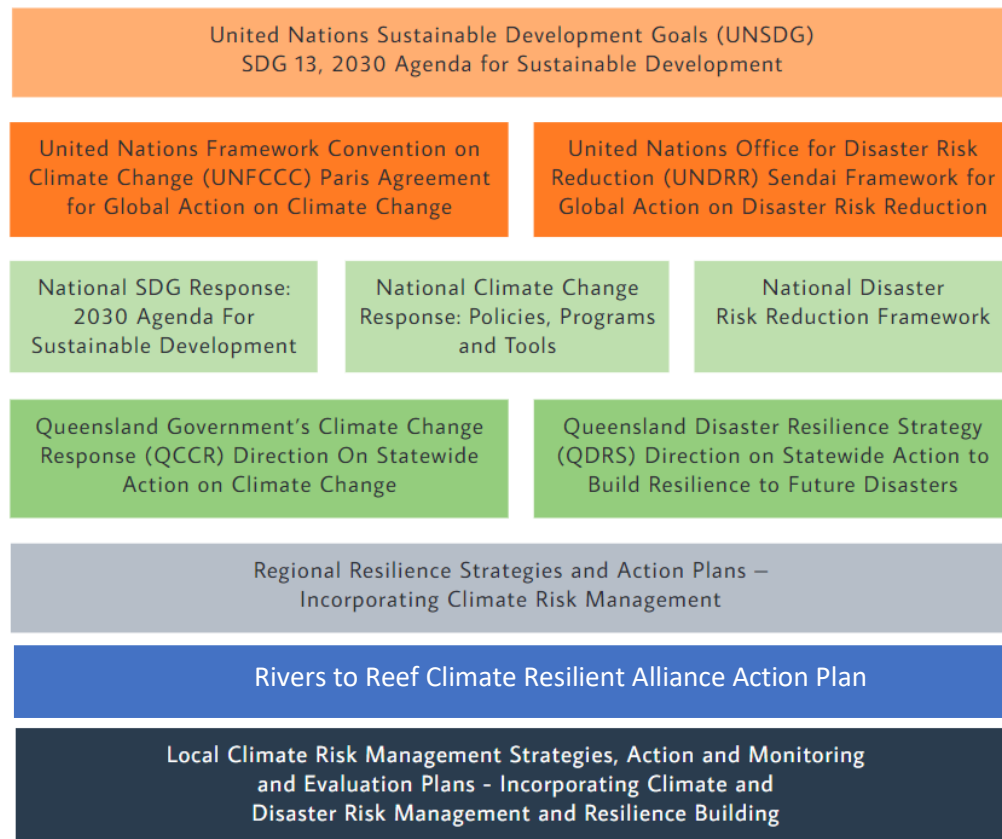 United Nations Sustainable Development Goals (UNSDG)
SDG 13, 2030 Agenda for Sustainable Development
United Nations Framework Convention on
Climate Change (UNFCCC) Paris Agreement
for Global Action on Climate Change
United Nations Office for Disaster Risk
Reduction (UNDRR) Sendai Framework for
Global Action on Disaster Risk Reduction
National SDG Response:
2030 Agenda For
Sustainable Development
National Climate Change
Response: Policies, Programs
and Tools
National Disaster
Risk Reduction Framework
Queensland Government’s Climate Change
Response (QCCR) Direction On Statewide
Action on Climate Change
Queensland Disaster Resilience Strategy
(QDRS) Direction on Statewide Action to
Build Resilience to Future Disasters
Regional Resilience Strategies and Action Plans –
Incorporating Climate Risk Management
Rivers to Reef Climate Resilient Alliance Action Plan
Local Climate Risk Management Strategies, Action and Monitoring
and Evaluation Plans - Incorporating Climate and
Disaster Risk Management and Resilience Building